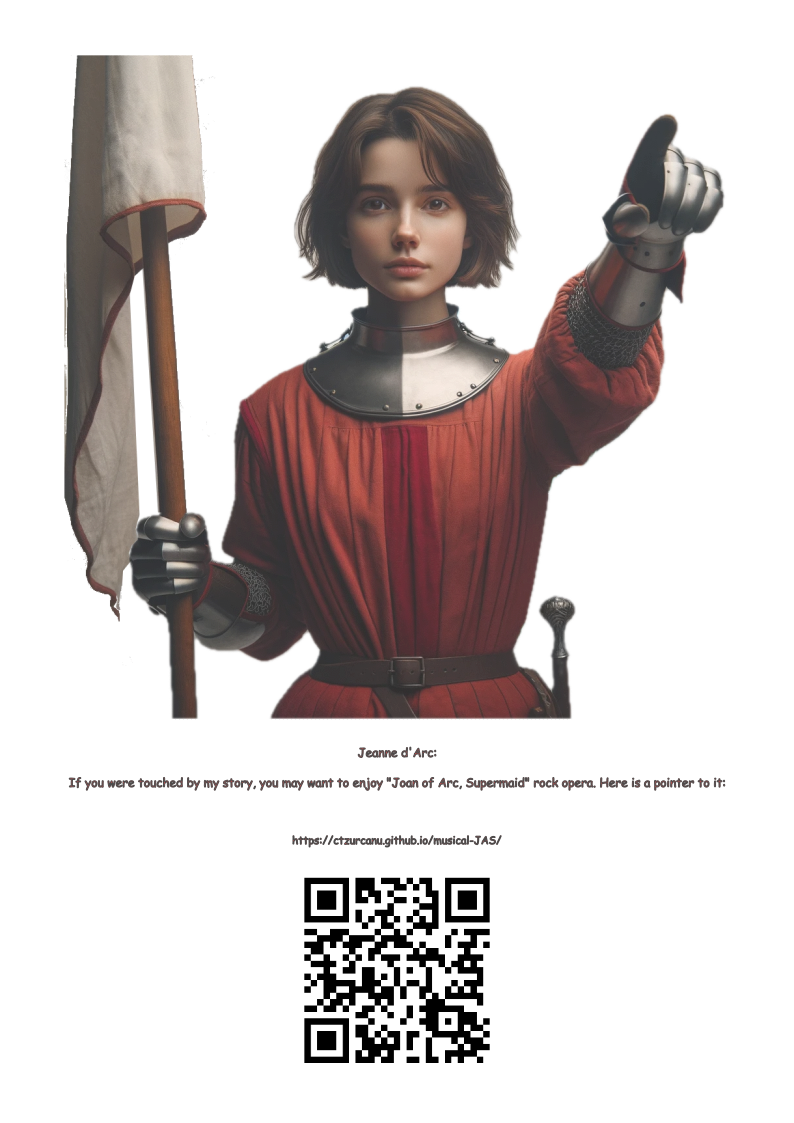 Jeanne d'Arc:
If you were touched by my story, you may want to enjoy "Joan of Arc, Supermaid" rock opera. Here is a pointer to it:
https://ctzurcanu.github.io/musical-JAS/